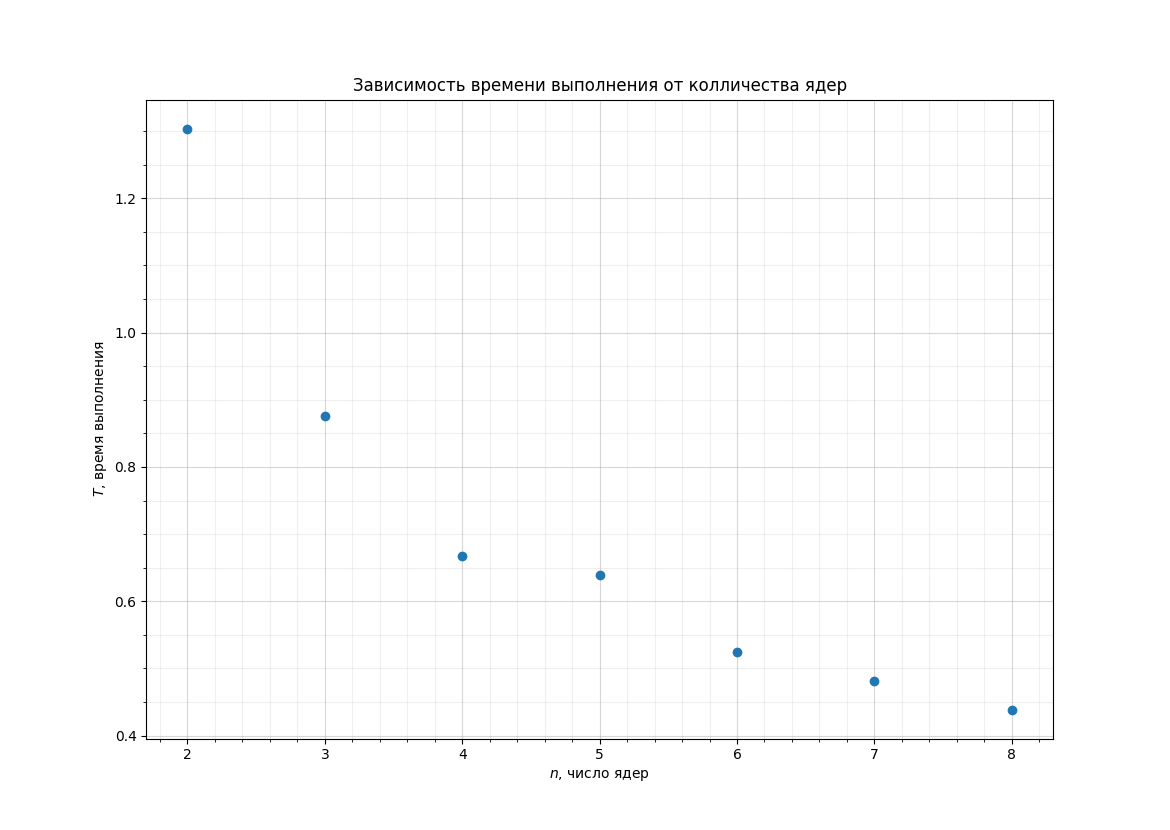 Зависимость времени выполнения от колличества ядер
1.2
1.0
0.8
0.6
0.4
T, время выполнения
2 3 4 5 6 7 8
n, число ядер